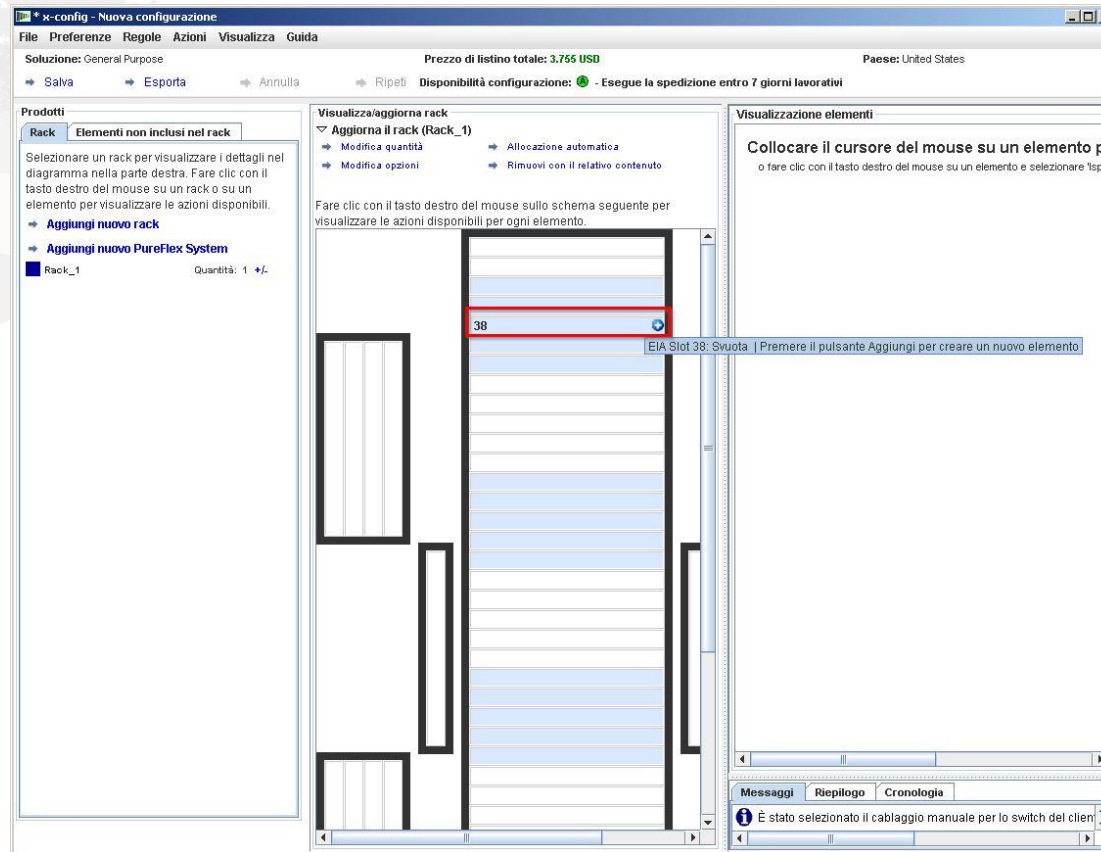 * x-config - Nuova configurazione
File Preferenze Regole Azioni Visualizza Guida
Soluzione: General Purpose
Prezzo di listino totale: 3.755 USD
Paese: United States
Salva
Esporta
Annulla
Ripeti
Disponibilità configurazione: A - Esegue la spedizione entro 7 giorni lavorativi
Prodotti
Rack
Elementi non inclusi nel rack
Selezionare un rack per visualizzare i dettagli nel
diagramma nella parte destra. Fare clic con il
tasto destro del mouse su un rack o su un
elemento per visualizzare le azioni disponibili.
Aggiungi nuovo rack
Aggiungi nuovo PureFlex System
Rack_1
Quantità: 1 +/-
Visualizza/aggiorna rack
Aggiorna il rack (Rack_1)
Modifica quantità
Allocazione automatica
Modifica opzioni
Rimuovi con il relativo contenuto
Fare clic con il tasto destro del mouse sullo schema seguente per
visualizzare le azioni disponibili per ogni elemento.
38
EIA Slot 38: Svuota | Premere il pulsante Aggiungi per creare un nuovo elemento
Visualizzazione elementi
Collocare il cursore del mouse su un elemento p
o fare clic con il tasto destro del mouse su un elemento e selezionare 'Isp
Messaggi
Riepilogo
Cronologia
È stato selezionato il cablaggio manuale per lo switch del clien